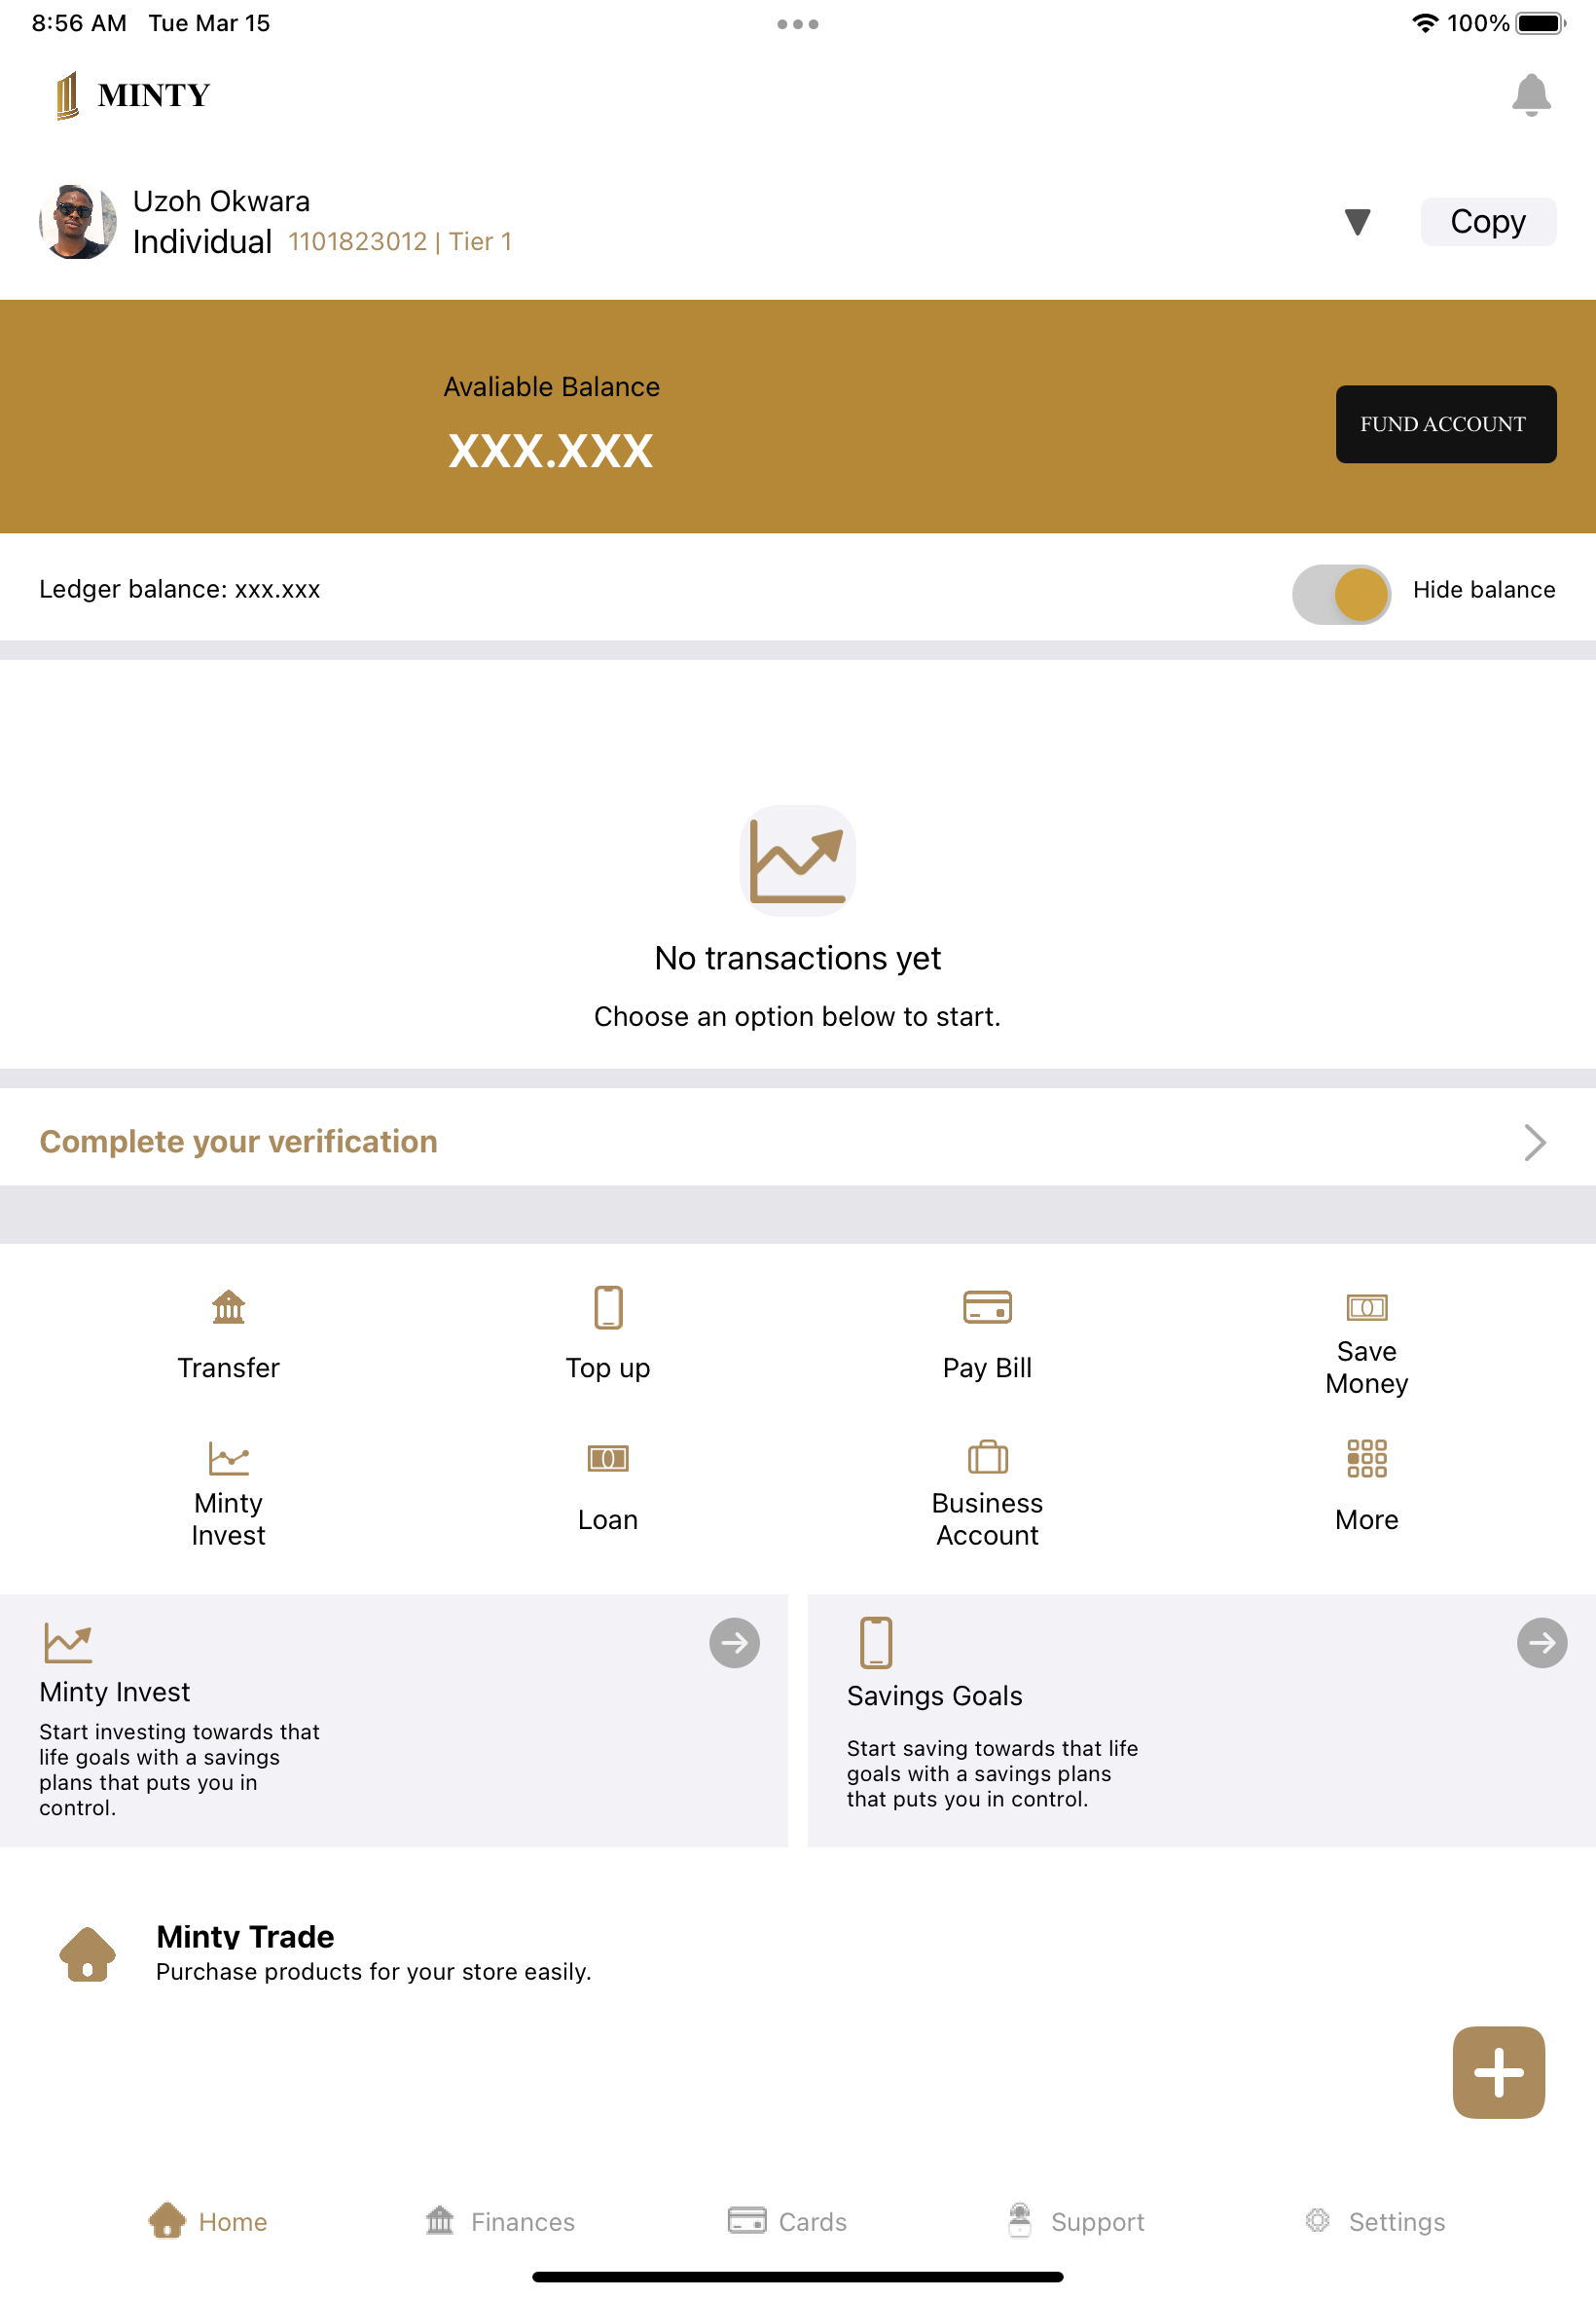 8:56 AM Tue Mar 15
100%
MINTY
Uzoh Okwara
Individual 1101823012 | Tier 1
Copy
Avaliable Balance
XXX.XXX
FUND ACCOUNT
Ledger balance: xxx.xxx
Hide balance
No transactions yet
Choose an option below to start.
Complete your verification
Transfer
Top up
Pay Bill
Save
Money
Minty
Invest
Loan
Business
Account
More
Minty Invest
Start investing towards that
life goals with a savings
plans that puts you in
control.
Savings Goals
Start saving towards that life
goals with a savings plans
that puts you in control.
Minty Trade
Purchase products for your store easily.
Home
Finances
Cards
Support
Settings